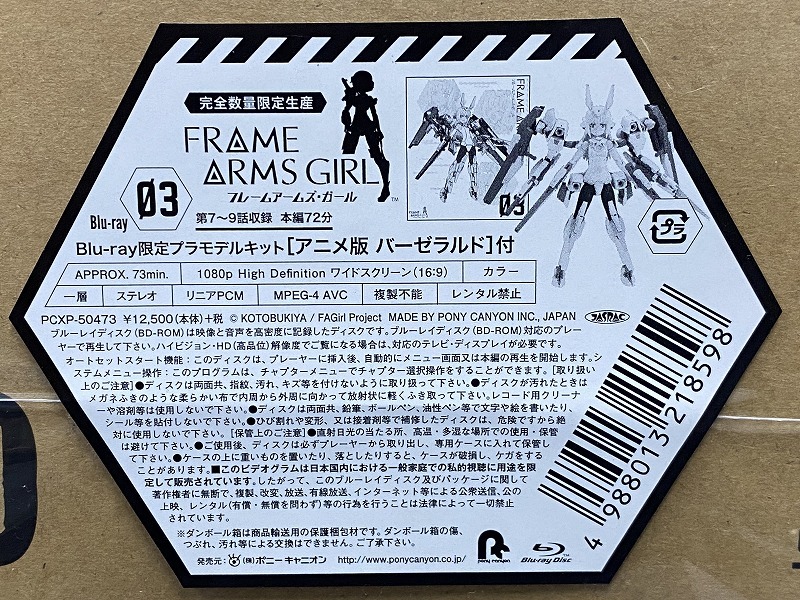 完全数量限定生産
FRAME
ARMS GIRL
フレームアームズ・ガール
TM
Blu-ray
03
第7～9話収録 本編72分
FRAME ARMS GIRL
03
プラ
Blu-ray限定プラモデルキット[アニメ版 バーゼラルド]付
APPROX. 73min. 1080p High Definition ワイドスクリーン(16:9) カラー
一層 ステレオ リニアPCM MPEG-4 AVC 複製不能 レンタル禁止
PCXP-50473 ¥12,500(本体)+税 © KOTOBUKIYA / FAGirl Project MADE BY PONY CANYON INC., JAPAN JASRAC
ブルーレイディスク(BD-ROM)は映像と音声を高密度に記録したディスクです。ブルーレイディスク(BD-ROM)対応のプレー
ヤーで再生して下さい。ハイビジョン・HD(高品位)解像度でご覧になる場合は、対応のテレビ・ディスプレイが必要です。
オートセットスタート機能：このディスクは、プレーヤーに挿入後、自動的にメニュー画面又は本編の再生を開始します。シ
ステムメニュー操作：このプログラムは、チャプターメニューでチャプター選択操作をすることができます。[取り扱い
上のご注意]●ディスクは両面共、指紋、汚れ、キズ等を付けないように取り扱って下さい。●ディスクが汚れたときは
メガネふきのような柔らかい布で内周から外周に向かって放射状に軽くふき取って下さい。レコード用クリーナ
ーや溶剤等は使用しないで下さい。●ディスクは両面共、鉛筆、ボールペン、油性ペン等で文字や絵を書いたり、
シール等を貼付しないで下さい。●ひび割れや変形、又は接着剤等で補修したディスクは、危険ですから絶
対に使用しないで下さい。[保管上のご注意]●直射日光の当たる所、高温・多湿な場所での使用・保管
は避けて下さい。●ご使用後、ディスクは必ずプレーヤーから取り出し、専用ケースに入れて保管し
て下さい。●ケースの上に重いものを置いたり、落としたりすると、ケースが破損し、ケガをする
ことがあります。■このビデオグラムは日本国内における一般家庭での私的視聴に用途を限
定して販売されています。したがって、このブルーレイディスク及びパッケージに関して
著作権者に無断で、複製、改変、放送、有線放送、インターネット等による公衆送信、公の
上映、レンタル(有償・無償を問わず)等の行為を行うことは法律によって一切禁止
されています。
※ダンボール箱は商品輸送用の保護梱包材です。ダンボール箱の傷、
つぶれ、汚れ等による交換はできません。ご了承下さい。
発売元：(株)ポニーキャニオン http://www.ponycanyon.co.jp/
pony canyon
Blu-ray Disc
4 988013 218598